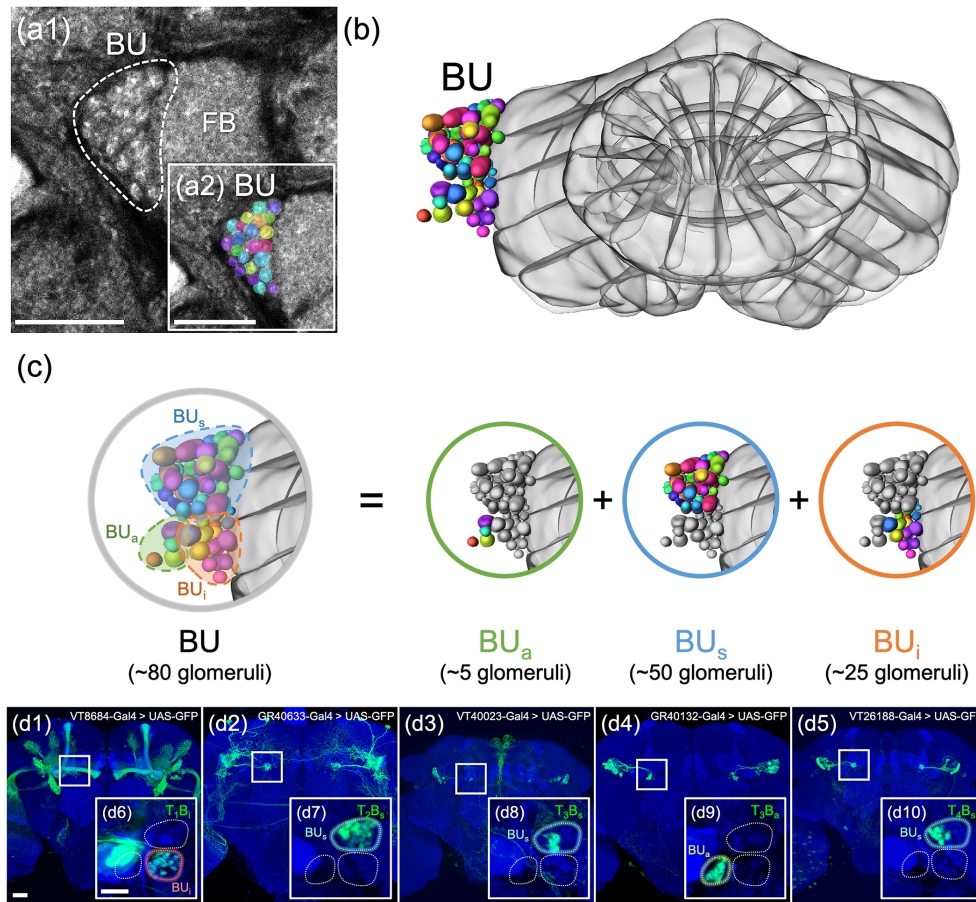 (a1)
BU
FB
(a2) BU
(b)
BU
(c)
BUs
BUa
BUi
=
+
+
BU
(~80 glomeruli)
BUa
(~5 glomeruli)
BUs
(~50 glomeruli)
BUi
(~25 glomeruli)
(d1) VT8684-Gal4 > UAS-GFP
(d6) T1Bi
BUi
(d2) GR40633-Gal4 > UAS-GFP
(d7) T2Bs
BUs
(d3) VT40023-Gal4 > UAS-GFP
(d8) T3Bs
BUs
(d4) GR40132-Gal4 > UAS-GFP
(d9) T3Ba
BUa
(d5) VT26188-Gal4 > UAS-GFP
(d10) T4Bs
BUs